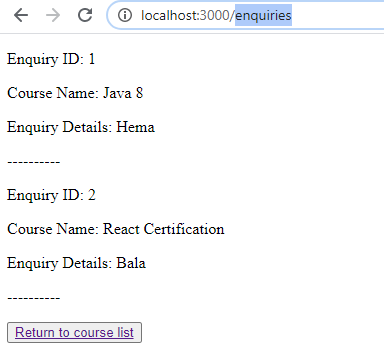 localhost:3000/enquiries
Enquiry ID: 1
Course Name: Java 8
Enquiry Details: Hema
----------
Enquiry ID: 2
Course Name: React Certification
Enquiry Details: Bala
----------
Return to course list